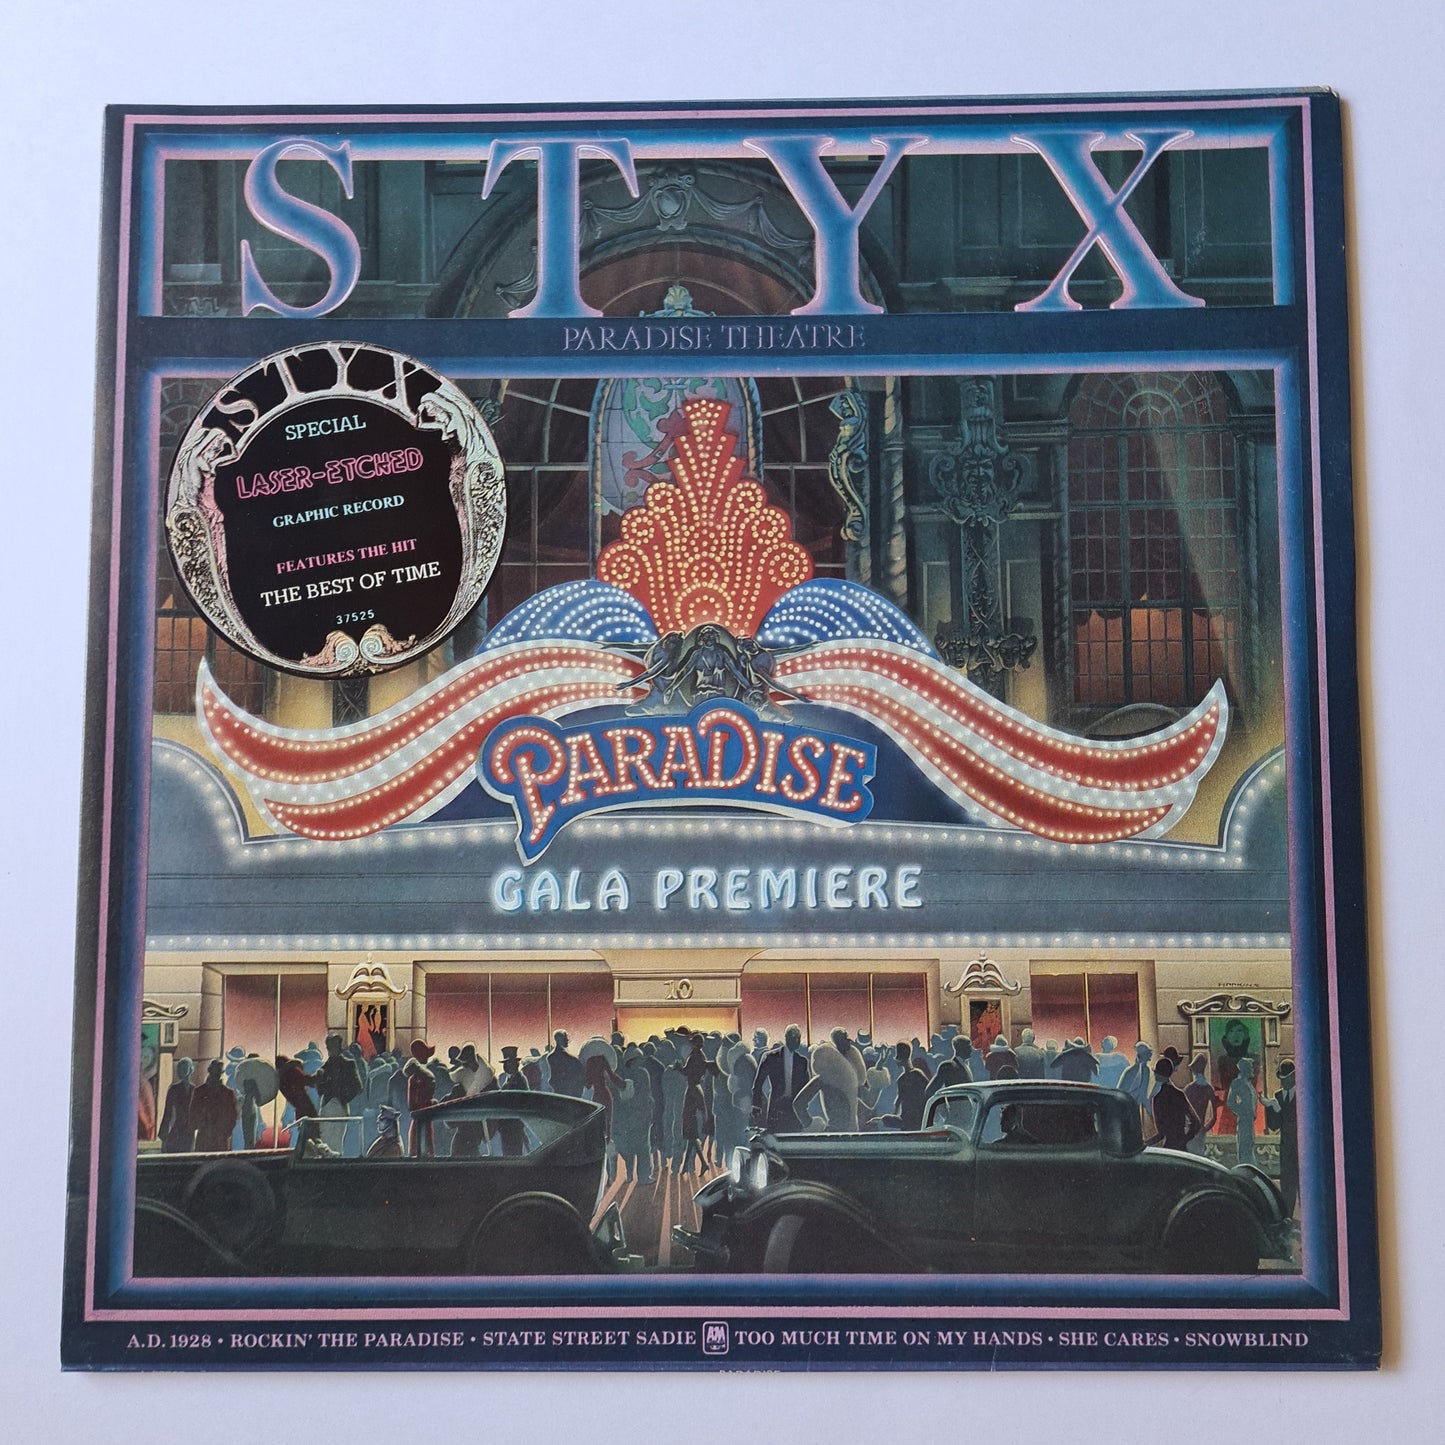 STYX
PARADISE THEATRE
STYX
SPECIAL
LASER-ETCHED
GRAPHIC RECORD
FEATURES THE HIT
THE BEST OF TIME
37525
PARADISE
GALA PREMIERE
10
HOPKINS
A.D. 1928 • ROCKIN' THE PARADISE • STATE STREET SADIE A&M TOO MUCH TIME ON MY HANDS • SHE CARES • SNOWBLIND